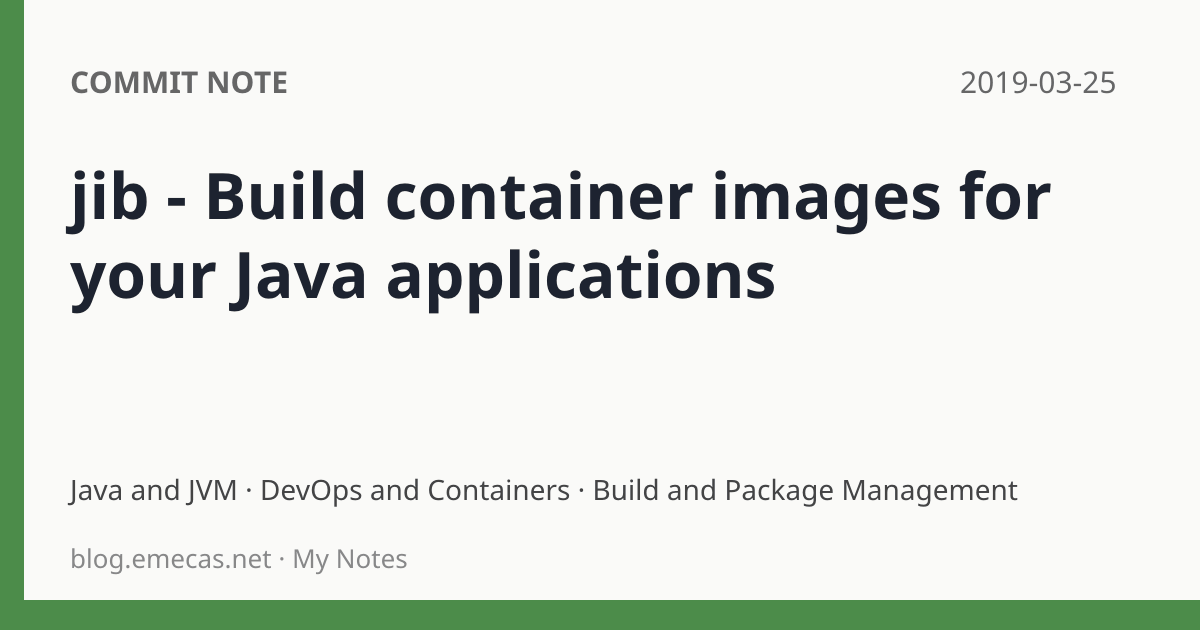 COMMIT NOTE
2019-03-25
jib - Build container images for
your Java applications
Java and JVM · DevOps and Containers · Build and Package Management
blog.emecas.net · My Notes